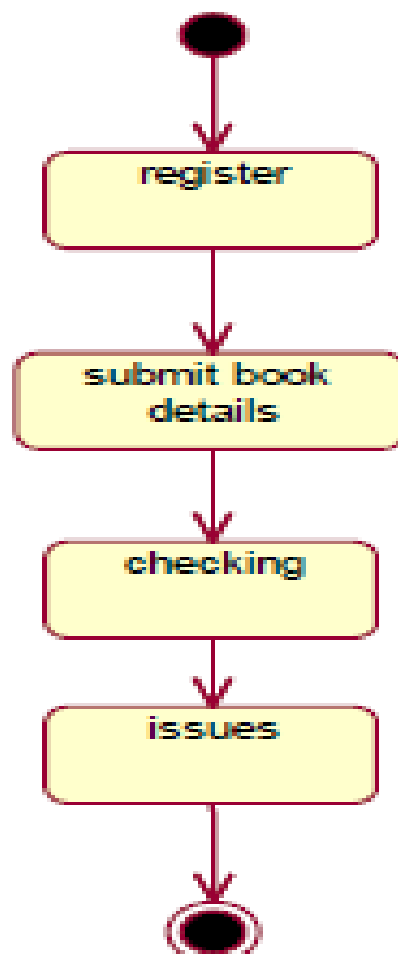 register
submit book
details
checking
issues